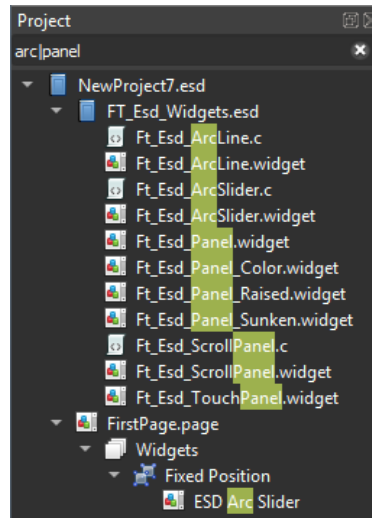 Project
arc|panel
NewProject7.esd
FT_Esd_Widgets.esd
Ft_Esd_ArcLine.c
Ft_Esd_ArcLine.widget
Ft_Esd_ArcSlider.c
Ft_Esd_ArcSlider.widget
Ft_Esd_Panel.widget
Ft_Esd_Panel_Color.widget
Ft_Esd_Panel_Raised.widget
Ft_Esd_Panel_Sunken.widget
Ft_Esd_ScrollPanel.c
Ft_Esd_ScrollPanel.widget
Ft_Esd_TouchPanel.widget
FirstPage.page
Widgets
Fixed Position
ESD Arc Slider